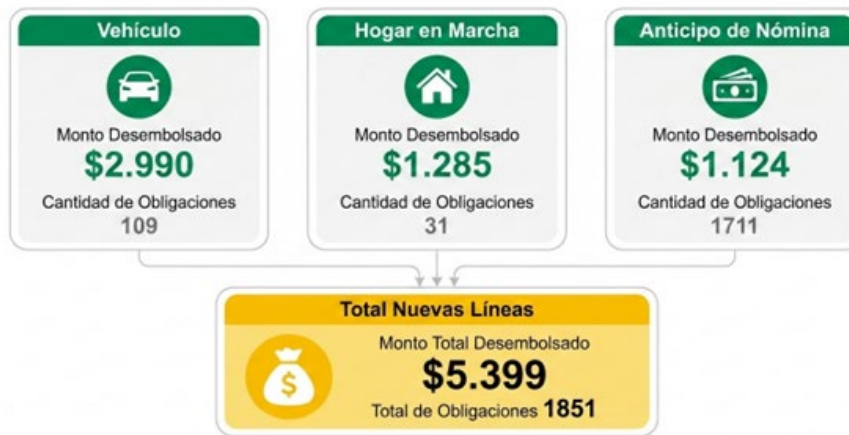 Vehículo
Monto Desembolsado
$2.990
Cantidad de Obligaciones
109
Hogar en Marcha
Monto Desembolsado
$1.285
Cantidad de Obligaciones
31
Anticipo de Nómina
Monto Desembolsado
$1.124
Cantidad de Obligaciones
1711
Total Nuevas Líneas
$
Monto Total Desembolsado
$5.399
Total de Obligaciones 1851